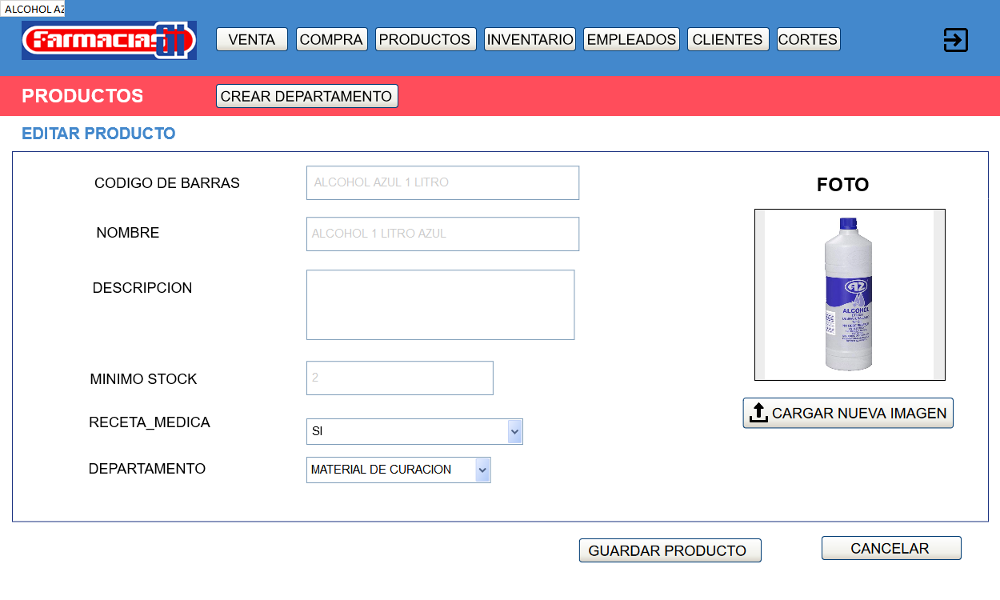 ALCOHOL AZ
Farmacias GI
VENTA COMPRA PRODUCTOS INVENTARIO EMPLEADOS CLIENTES CORTES
PRODUCTOS CREAR DEPARTAMENTO
EDITAR PRODUCTO
CODIGO DE BARRAS ALCOHOL AZUL 1 LITRO
FOTO
NOMBRE ALCOHOL 1 LITRO AZUL
DESCRIPCION
AZ
ALCOHOL
MINIMO STOCK 2
CARGAR NUEVA IMAGEN
RECETA_MEDICA SI
DEPARTAMENTO MATERIAL DE CURACION
GUARDAR PRODUCTO CANCELAR